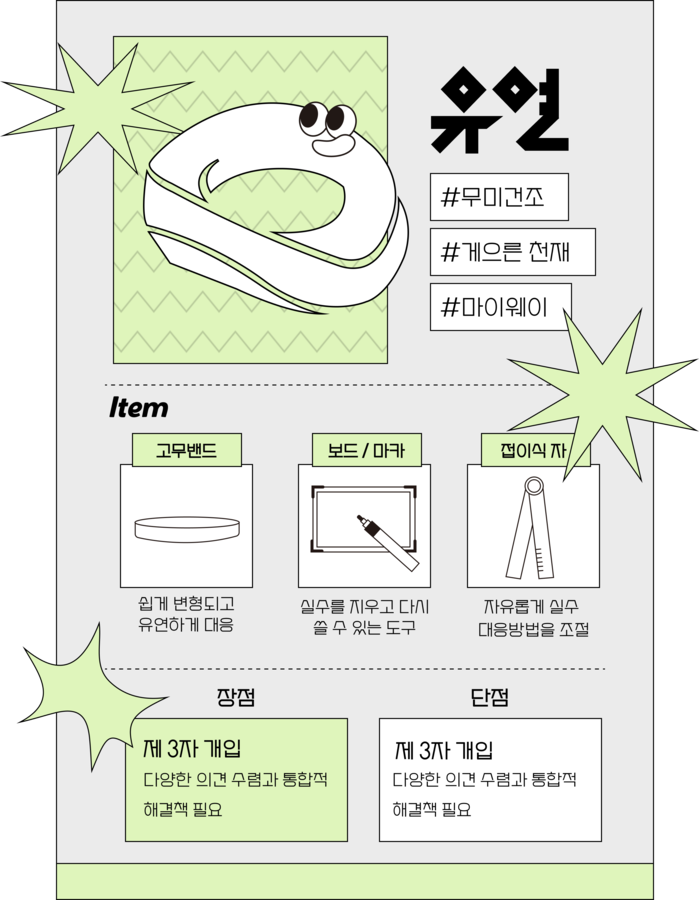 유연
#무미건조
#게으른 천재
#마이웨이
Item
고무밴드
보드 / 마카
접이식 자
쉽게 변형되고
유연하게 대응
실수를 지우고 다시
쓸 수 있는 도구
자유롭게 실수
대응방법을 조절
장점
단점
제 3자 개입
다양한 의견 수렴과 통합적
해결책 필요
제 3자 개입
다양한 의견 수렴과 통합적
해결책 필요